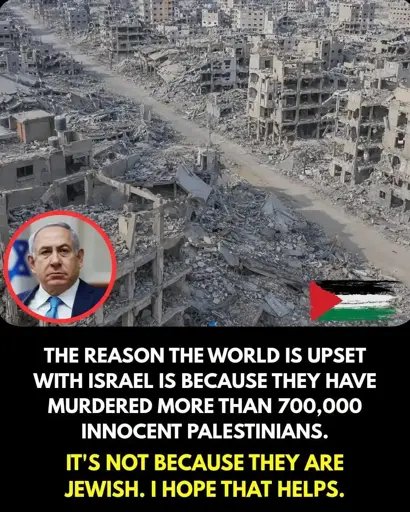 THE REASON THE WORLD IS UPSET
WITH ISRAEL IS BECAUSE THEY HAVE
MURDERED MORE THAN 700,000
INNOCENT PALESTINIANS.
IT'S NOT BECAUSE THEY ARE
JEWISH. I HOPE THAT HELPS.